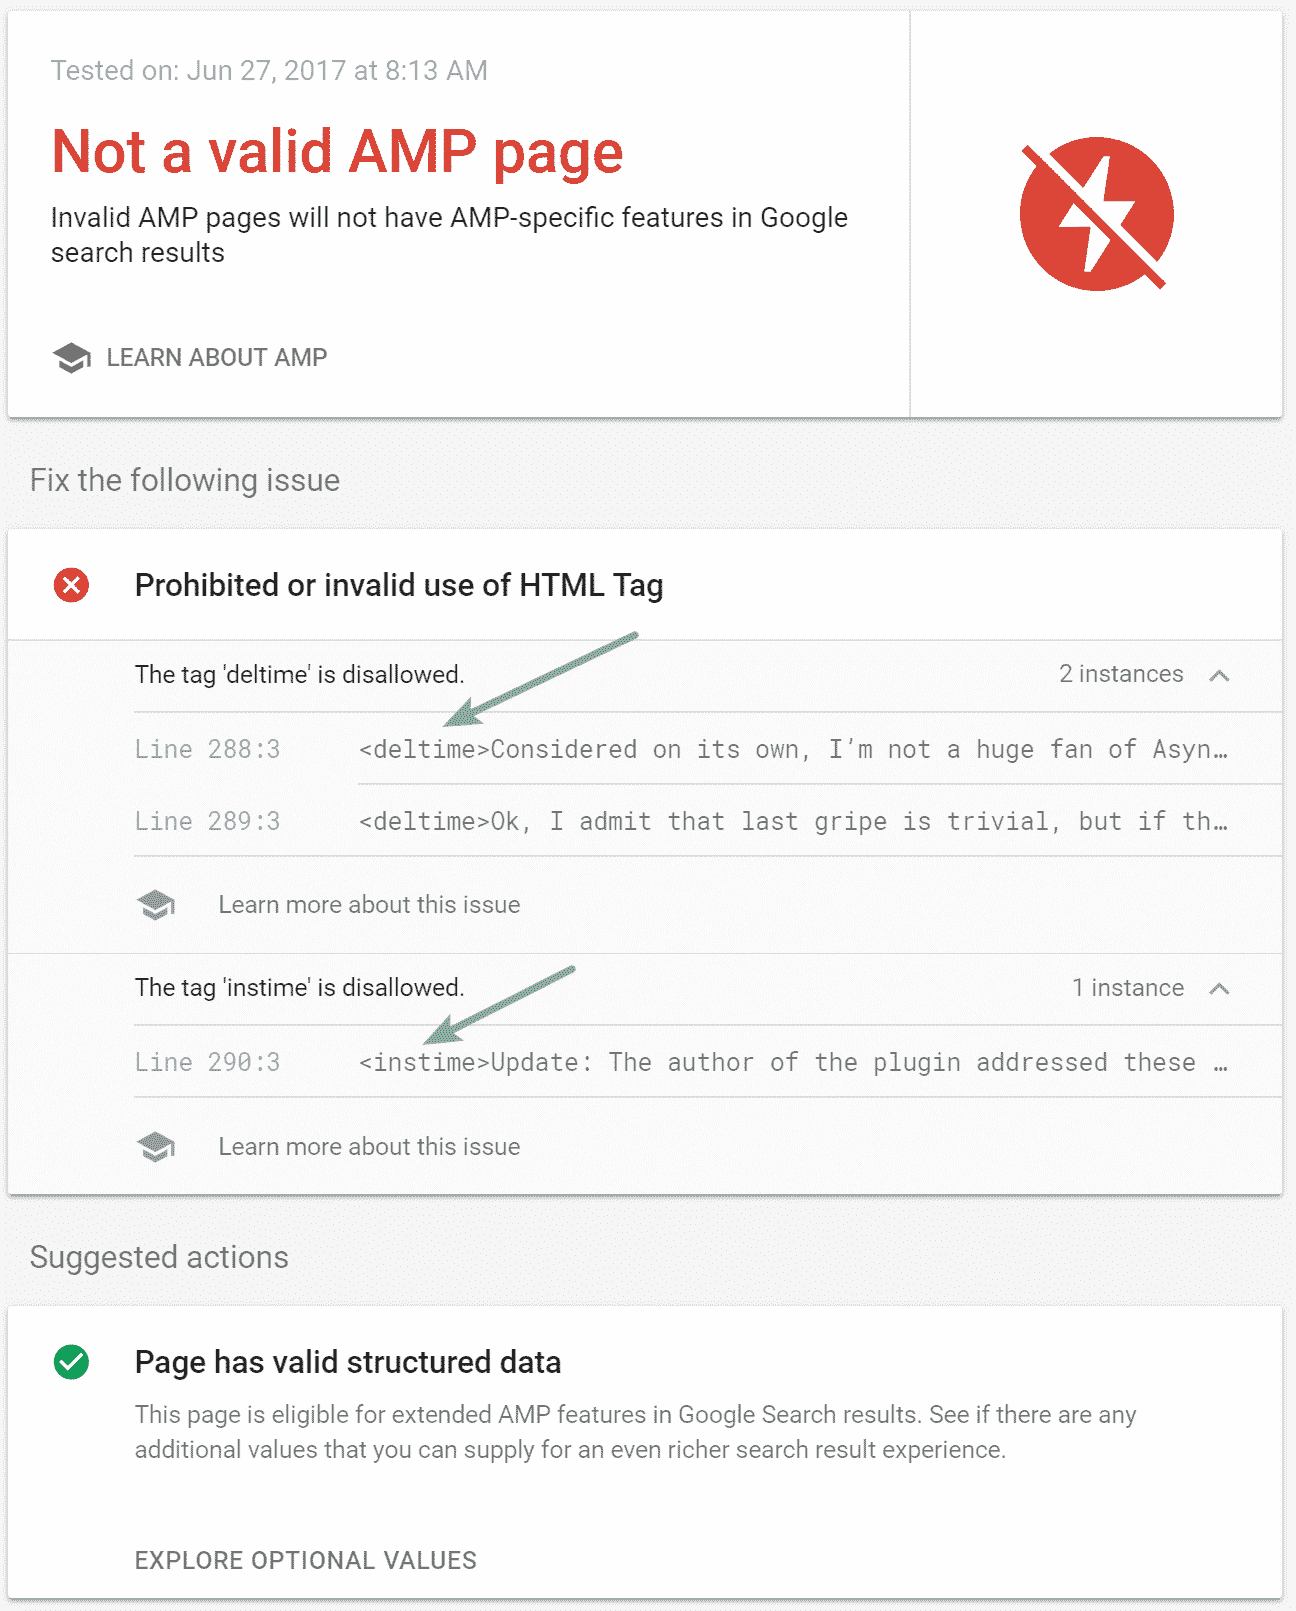 Tested on: Jun 27, 2017 at 8:13 AM
Not a valid AMP page
Invalid AMP pages will not have AMP-specific features in Google
search results
LEARN ABOUT AMP
Fix the following issue
Prohibited or invalid use of HTML Tag
The tag 'deltime' is disallowed. 2 instances
Line 288:3 <deltime>Considered on its own, I’m not a huge fan of Asyn…
Line 289:3 <deltime>Ok, I admit that last gripe is trivial, but if th…
Learn more about this issue
The tag 'instime' is disallowed. 1 instance
Line 290:3 <instime>Update: The author of the plugin addressed these …
Learn more about this issue
Suggested actions
Page has valid structured data
This page is eligible for extended AMP features in Google Search results. See if there are any
additional values that you can supply for an even richer search result experience.
EXPLORE OPTIONAL VALUES